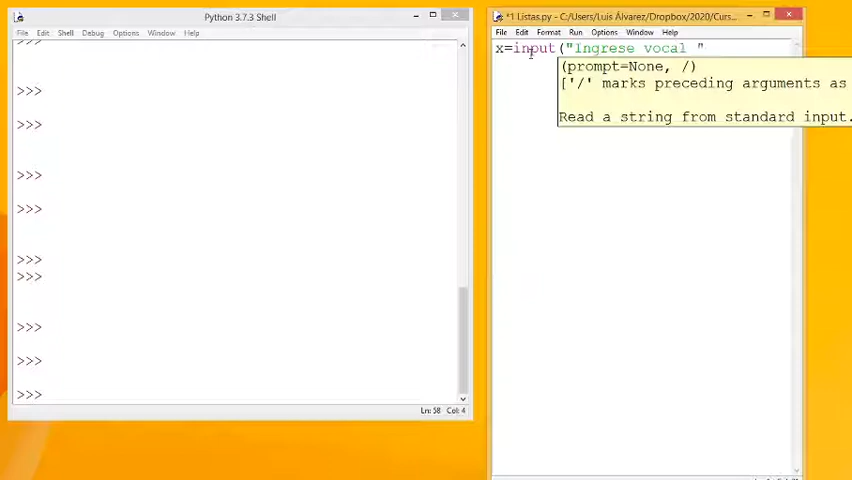 Python 3.7.3 Shell
File Edit Shell Debug Options Window Help
>>>
>>>
>>>
>>>
>>>
>>>
>>>
>>>
>>>
>>>
Ln: 58 Col: 4
*1 Listas.py - C:/Users/Luis Álvarez/Dropbox/2020/Curs...
File Edit Format Run Options Window Help
x=input("Ingrese vocal "
(prompt=None, /)
['/' marks preceding arguments as
Read a string from standard input.